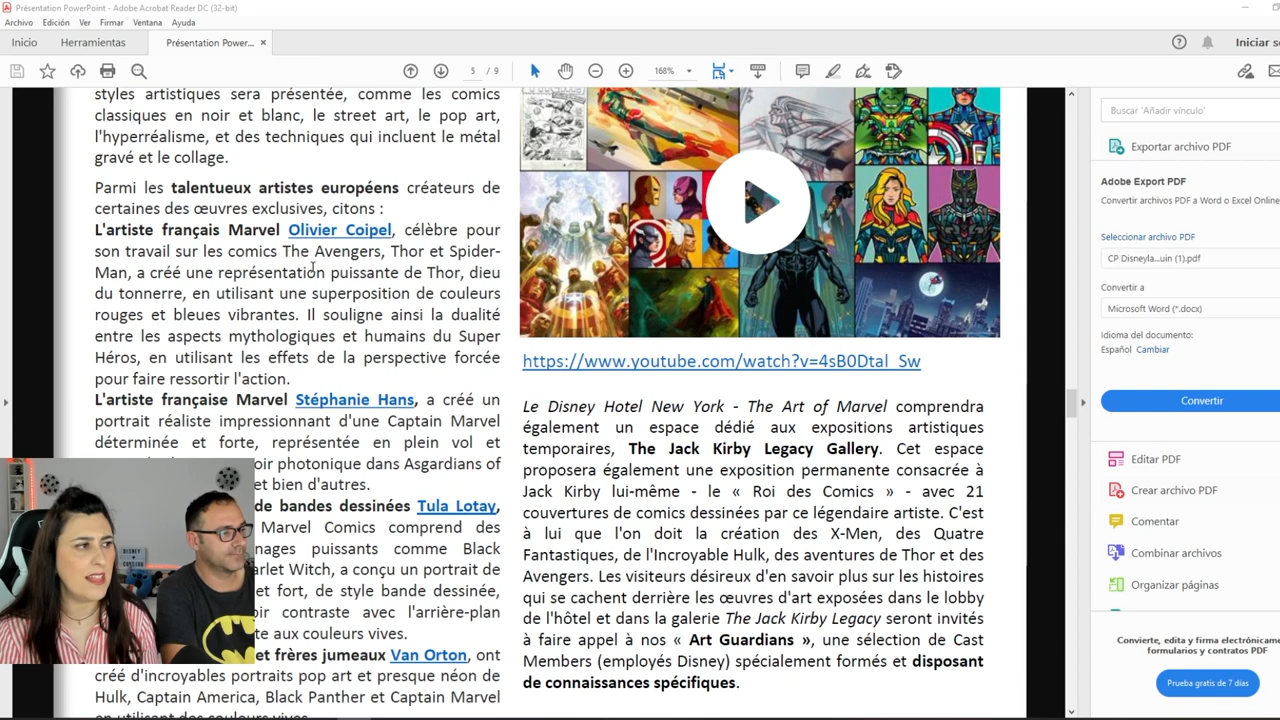 Présentation PowerPoint - Adobe Acrobat Reader DC (32-bit)
Archivo Edición Ver Firmar Ventana Ayuda
Inicio Herramientas Présentation Power... ×
Iniciar se
5 / 9 168%
styles artistiques sera présentée, comme les comics
classiques en noir et blanc, le street art, le pop art,
l'hyperréalisme, et des techniques qui incluent le métal
gravé et le collage.
Parmi les talentueux artistes européens créateurs de
certaines des œuvres exclusives, citons :
L'artiste français Marvel Olivier Coipel, célèbre pour
son travail sur les comics The Avengers, Thor et Spider-
Man, a créé une représentation puissante de Thor, dieu
du tonnerre, en utilisant une superposition de couleurs
rouges et bleues vibrantes. Il souligne ainsi la dualité
entre les aspects mythologiques et humains du Super
Héros, en utilisant les effets de la perspective forcée
pour faire ressortir l'action.
L'artiste française Marvel Stéphanie Hans, a créé un
portrait réaliste impressionnant d'une Captain Marvel
déterminée et forte, représentée en plein vol et
oir photonique dans Asgardians of
et bien d'autres.
de bandes dessinées Tula Lotay,
Marvel Comics comprend des
nages puissants comme Black
arlet Witch, a conçu un portrait de
et fort, de style bande dessinée,
oir contraste avec l'arrière-plan
te aux couleurs vives.
et frères jumeaux Van Orton, ont
créé d'incroyables portraits pop art et presque néon de
Hulk, Captain America, Black Panther et Captain Marvel
en utilisant des couleurs vives.
https://www.youtube.com/watch?v=4sB0Dtal_Sw
Le Disney Hotel New York - The Art of Marvel comprendra
également un espace dédié aux expositions artistiques
temporaires, The Jack Kirby Legacy Gallery. Cet espace
proposera également une exposition permanente consacrée à
Jack Kirby lui-même - le « Roi des Comics » - avec 21
couvertures de comics dessinées par ce légendaire artiste. C'est
à lui que l'on doit la création des X-Men, des Quatre
Fantastiques, de l'Incroyable Hulk, des aventures de Thor et des
Avengers. Les visiteurs désireux d'en savoir plus sur les histoires
qui se cachent derrière les œuvres d'art exposées dans le lobby
de l'hôtel et dans la galerie The Jack Kirby Legacy seront invités
à faire appel à nos « Art Guardians », une sélection de Cast
Members (employés Disney) spécialement formés et disposant
de connaissances spécifiques.
Buscar 'Añadir vínculo'
Exportar archivo PDF
Adobe Export PDF
Convertir archivos PDF a Word o Excel Online
Seleccionar archivo PDF
CP Disneyla...uin (1).pdf
Convertir a
Microsoft Word (*.docx)
Idioma del documento:
Español Cambiar
Convertir
Editar PDF
Crear archivo PDF
Comentar
Combinar archivos
Organizar páginas
Convierte, edita y firma electrónicame
formularios y contratos PDF
Prueba gratis de 7 días